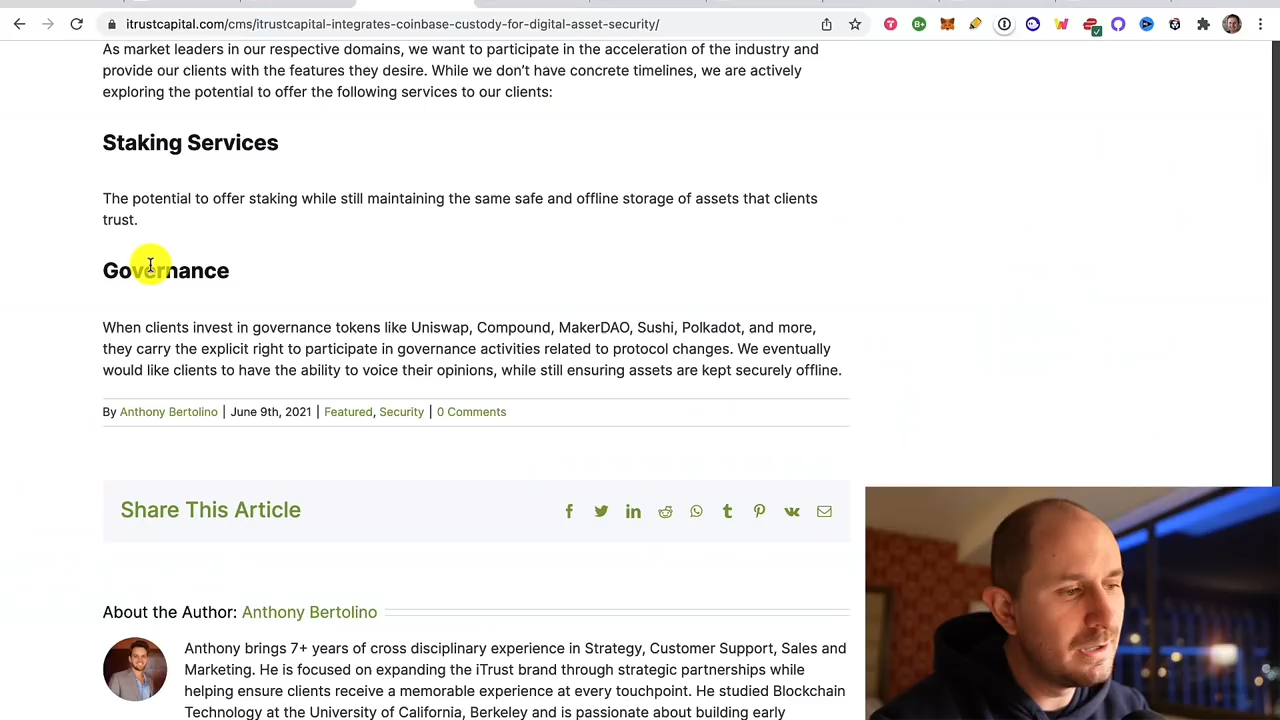 itrustcapital.com/cms/itrustcapital-integrates-coinbase-custody-for-digital-asset-security/
As market leaders in our respective domains, we want to participate in the acceleration of the industry and
provide our clients with the features they desire. While we don’t have concrete timelines, we are actively
exploring the potential to offer the following services to our clients:
Staking Services
The potential to offer staking while still maintaining the same safe and offline storage of assets that clients
trust.
Governance
When clients invest in governance tokens like Uniswap, Compound, MakerDAO, Sushi, Polkadot, and more,
they carry the explicit right to participate in governance activities related to protocol changes. We eventually
would like clients to have the ability to voice their opinions, while still ensuring assets are kept securely offline.
By Anthony Bertolino | June 9th, 2021 | Featured, Security | 0 Comments
Share This Article
About the Author: Anthony Bertolino
Anthony brings 7+ years of cross disciplinary experience in Strategy, Customer Support, Sales and
Marketing. He is focused on expanding the iTrust brand through strategic partnerships while
helping ensure clients receive a memorable experience at every touchpoint. He studied Blockchain
Technology at the University of California, Berkeley and is passionate about building early